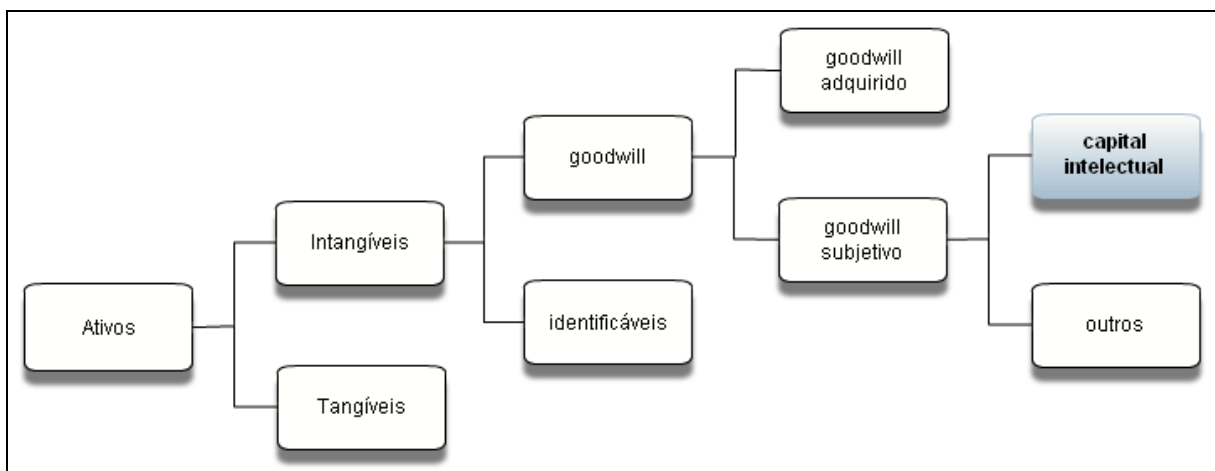 Ativos
Intangíveis
Tangíveis
goodwill
identificáveis
goodwill
adquirido
goodwill
subjetivo
capital
intelectual
outros